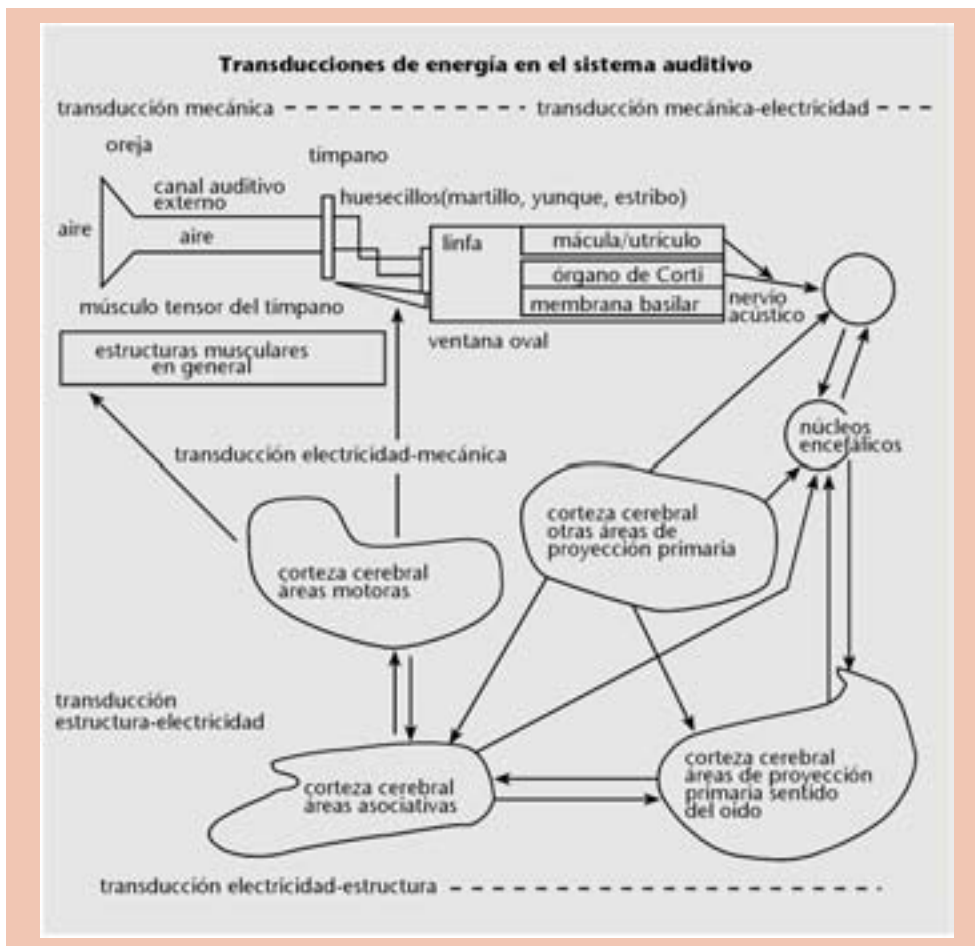 Transducciones de energía en el sistema auditivo
transducción mecánica
transducción mecánica-electricidad
oreja
tímpano
canal auditivo
externo
huesecillos(martillo, yunque, estribo)
aire
aire
linfa
mácula/utrículo
órgano de Corti
membrana basilar
nervio
acústico
músculo tensor del tímpano
ventana oval
estructuras musculares
en general
núcleos
encefálicos
transducción electricidad-mecánica
corteza cerebral
otras áreas de
proyección primaria
corteza cerebral
áreas motoras
transducción
estructura-electricidad
corteza cerebral
áreas asociativas
corteza cerebral
áreas de proyección
primaria sentido
del oído
transducción electricidad-estructura